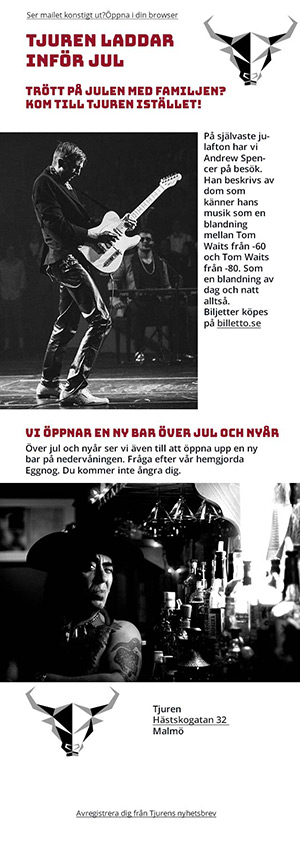 Ser mailet konstigt ut?Öppna i din browser
TJUREN LADDAR
INFÖR JUL
TRÖTT PÅ JULEN MED FAMILJEN?
KOM TILL TJUREN ISTÄLLET!
På självaste ju-
lafton har vi
Andrew Spen-
cer på besök.
Han beskrivs av
dom som
känner hans
musik som en
blandning
mellan Tom
Waits från -60
och Tom Waits
från -80. Som
en blandning av
dag och natt
alltså.
Biljetter köpes
på billetto.se
VI ÖPPNAR EN NY BAR ÖVER JUL OCH NYÅR
Över jul och nyår ser vi även till att öppna upp en ny
bar på nedervåningen. Fråga efter vår hemgjorda
Eggnog. Du kommer inte ångra dig.
Tjuren
Hästskogatan 32
Malmö
Avregistrera dig från Tjurens nyhetsbrev